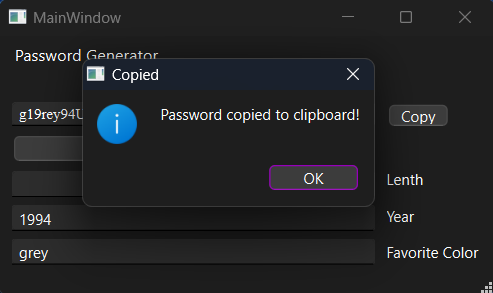 MainWindow
Password Generator
Copied
Password copied to clipboard!
OK
g19rey94U
Copy
Lenth
1994
Year
grey
Favorite Color